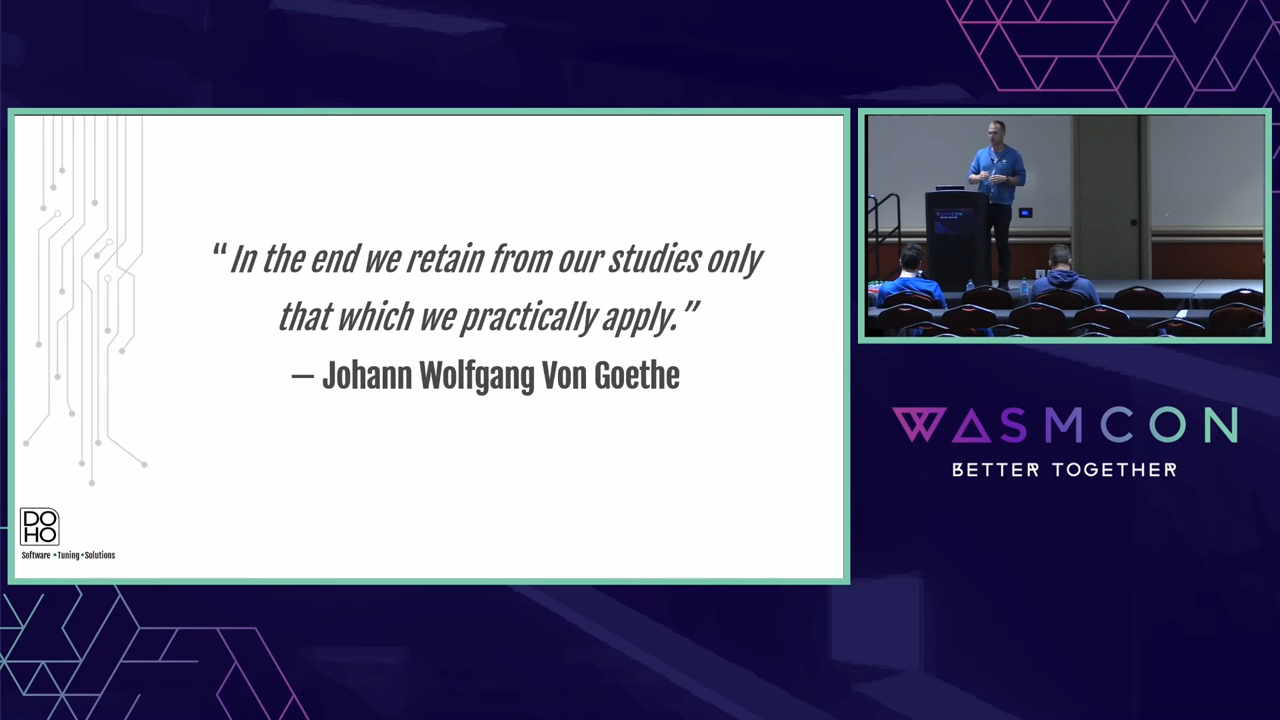 “In the end we retain from our studies only
that which we practically apply.”
— Johann Wolfgang Von Goethe
DO
HO
Software • Tuning • Solutions
WASMCON
WASMCON
BETTER TOGETHER